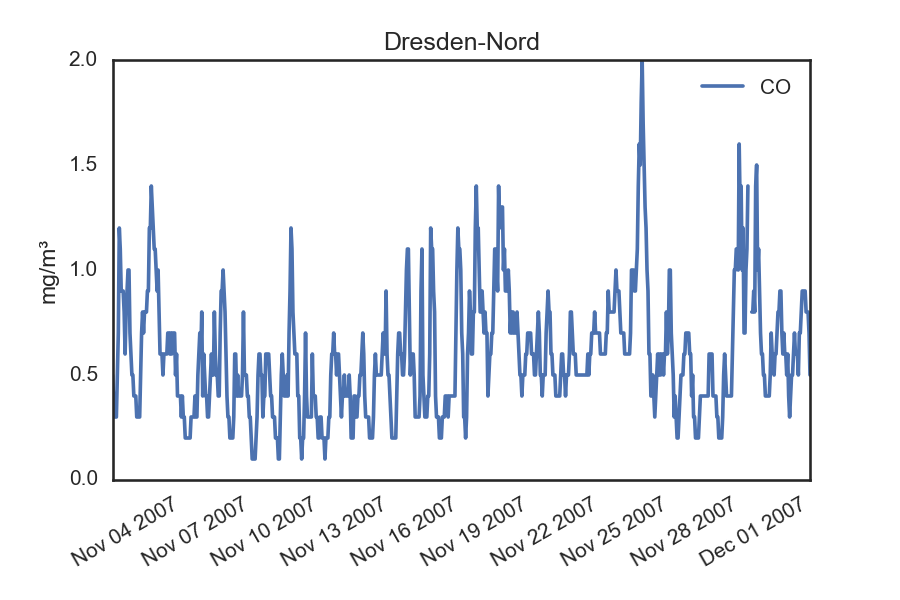 Dresden-Nord
2.0
1.5
1.0
0.5
0.0
mg/m³
CO
Nov 04 2007
Nov 07 2007
Nov 10 2007
Nov 13 2007
Nov 16 2007
Nov 19 2007
Nov 22 2007
Nov 25 2007
Nov 28 2007
Dec 01 2007